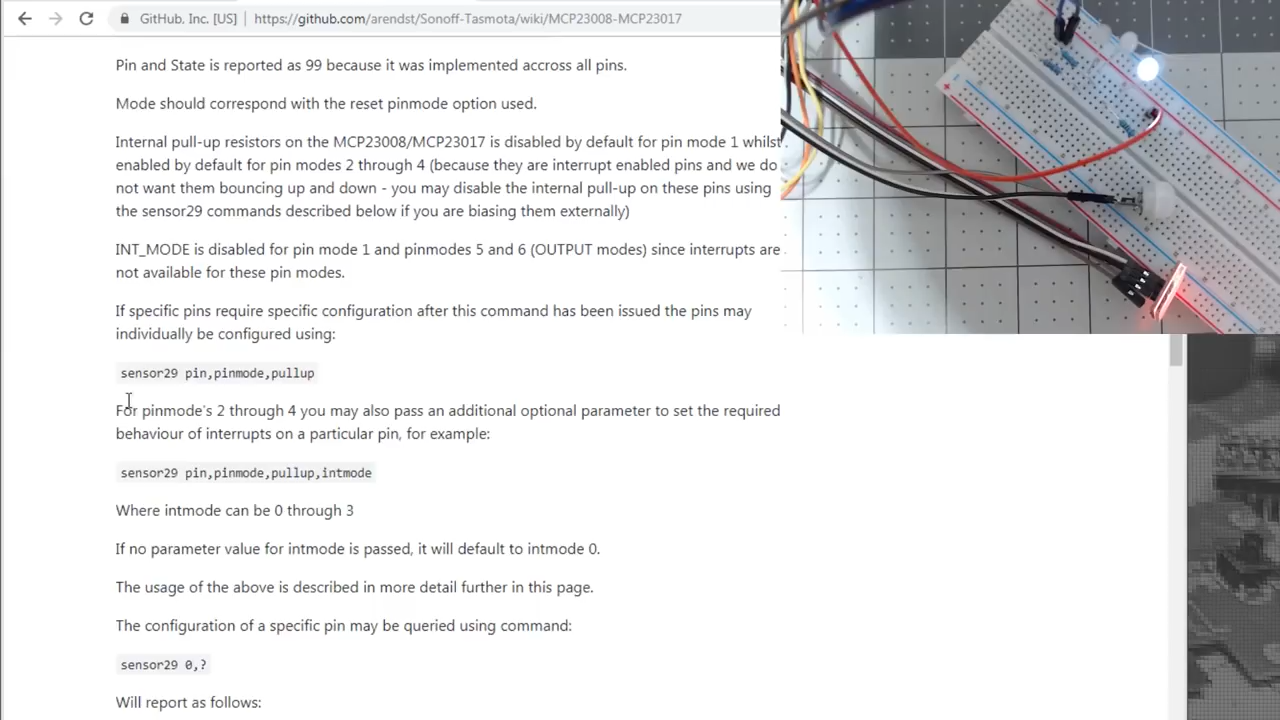 GitHub, Inc. [US] | https://github.com/arendst/Sonoff-Tasmota/wiki/MCP23008-MCP23017
Pin and State is reported as 99 because it was implemented accross all pins.
Mode should correspond with the reset pinmode option used.
Internal pull-up resistors on the MCP23008/MCP23017 is disabled by default for pin mode 1 whilst
enabled by default for pin modes 2 through 4 (because they are interrupt enabled pins and we do
not want them bouncing up and down - you may disable the internal pull-up on these pins using
the sensor29 commands described below if you are biasing them externally)
INT_MODE is disabled for pin mode 1 and pinmodes 5 and 6 (OUTPUT modes) since interrupts are
not available for these pin modes.
If specific pins require specific configuration after this command has been issued the pins may
individually be configured using:
sensor29 pin,pinmode,pullup
For pinmode's 2 through 4 you may also pass an additional optional parameter to set the required
behaviour of interrupts on a particular pin, for example:
sensor29 pin,pinmode,pullup,intmode
Where intmode can be 0 through 3
If no parameter value for intmode is passed, it will default to intmode 0.
The usage of the above is described in more detail further in this page.
The configuration of a specific pin may be queried using command:
sensor29 0,?
Will report as follows: